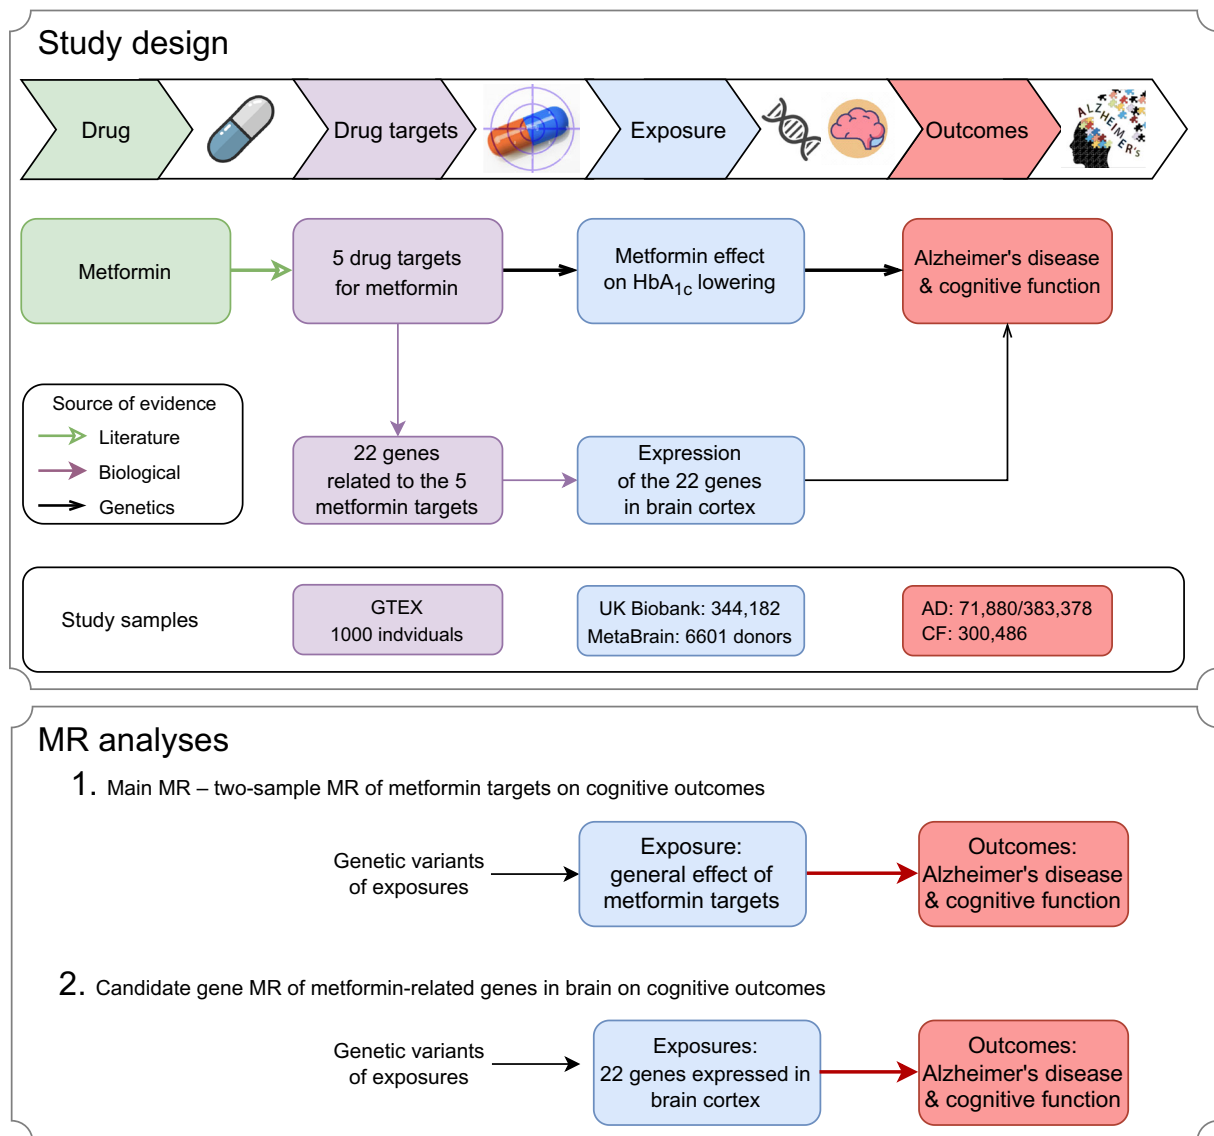 Study design
Drug
Drug targets
Exposure
Outcomes
ALZHEIMER'S
Metformin
5 drug targets
for metformin
Metformin effect
on HbA1c lowering
Alzheimer's disease
& cognitive function
Source of evidence
Literature
Biological
Genetics
22 genes
related to the 5
metformin targets
Expression
of the 22 genes
in brain cortex
Study samples
GTEX
1000 indviduals
UK Biobank: 344,182
MetaBrain: 6601 donors
AD: 71,880/383,378
CF: 300,486
MR analyses
1. Main MR – two-sample MR of metformin targets on cognitive outcomes
Genetic variants
of exposures
Exposure:
general effect of
metformin targets
Outcomes:
Alzheimer's disease
& cognitive function
2. Candidate gene MR of metformin-related genes in brain on cognitive outcomes
Genetic variants
of exposures
Exposures:
22 genes expressed in
brain cortex
Outcomes:
Alzheimer's disease
& cognitive function